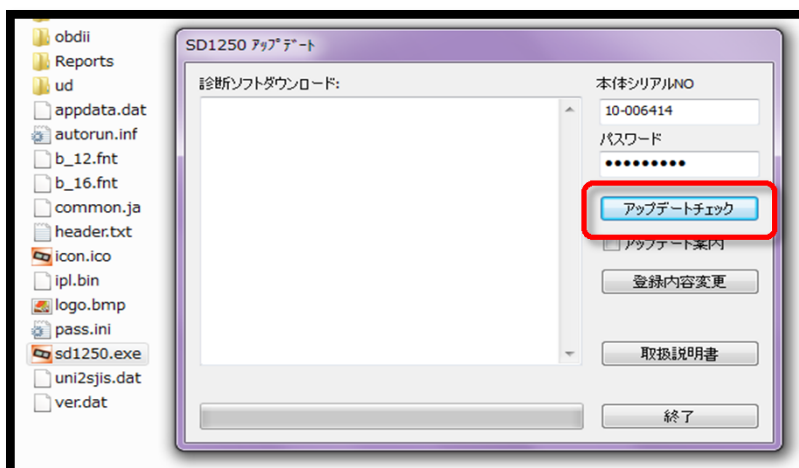 obdii
Reports
ud
appdata.dat
autorun.inf
b_12.fnt
b_16.fnt
common.ja
header.txt
icon.ico
ipl.bin
logo.bmp
pass.ini
sd1250.exe
uni2sjis.dat
ver.dat
SD1250 ｱｯﾌﾟﾃﾞｰﾄ
診断ソフトダウンロード:
本体シリアルNO
10-006414
パスワード
●●●●●●●●●
アップデートチェック
アップデート案内
登録内容変更
取扱説明書
終了